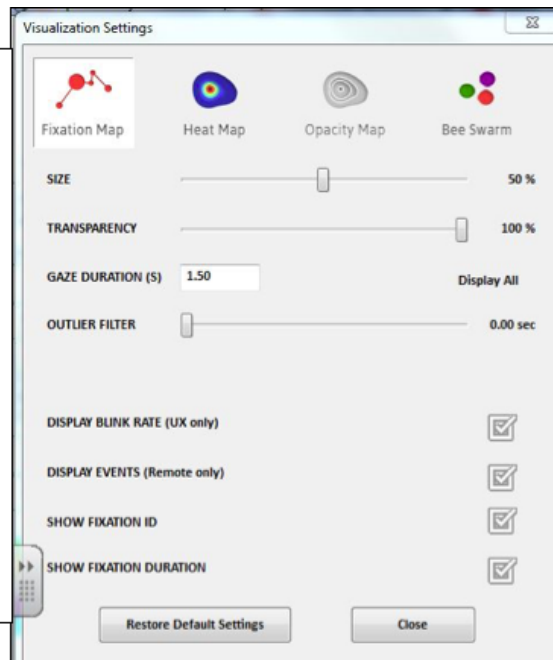 Visualization Settings
Fixation Map Heat Map Opacity Map Bee Swarm
SIZE 50 %
TRANSPARENCY 100 %
GAZE DURATION (S) 1.50 Display All
OUTLIER FILTER 0.00 sec
DISPLAY BLINK RATE (UX only)
DISPLAY EVENTS (Remote only)
SHOW FIXATION ID
SHOW FIXATION DURATION
Restore Default Settings Close